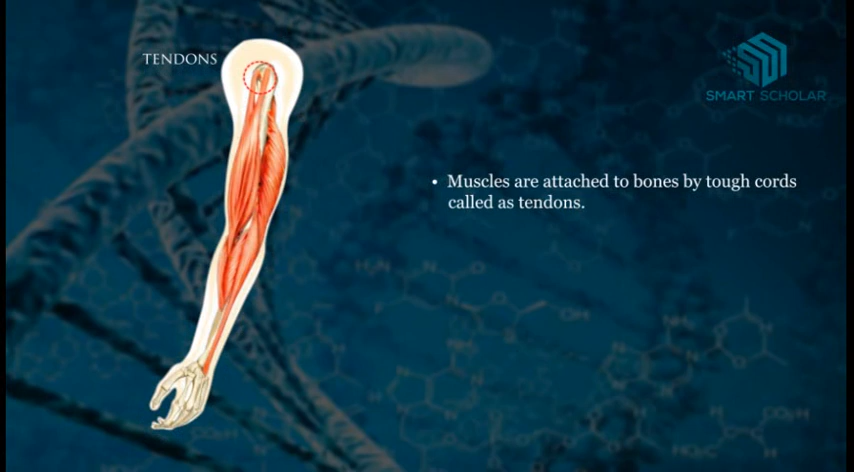 TENDONS
SMART SCHOLAR
• Muscles are attached to bones by tough cords
called as tendons.